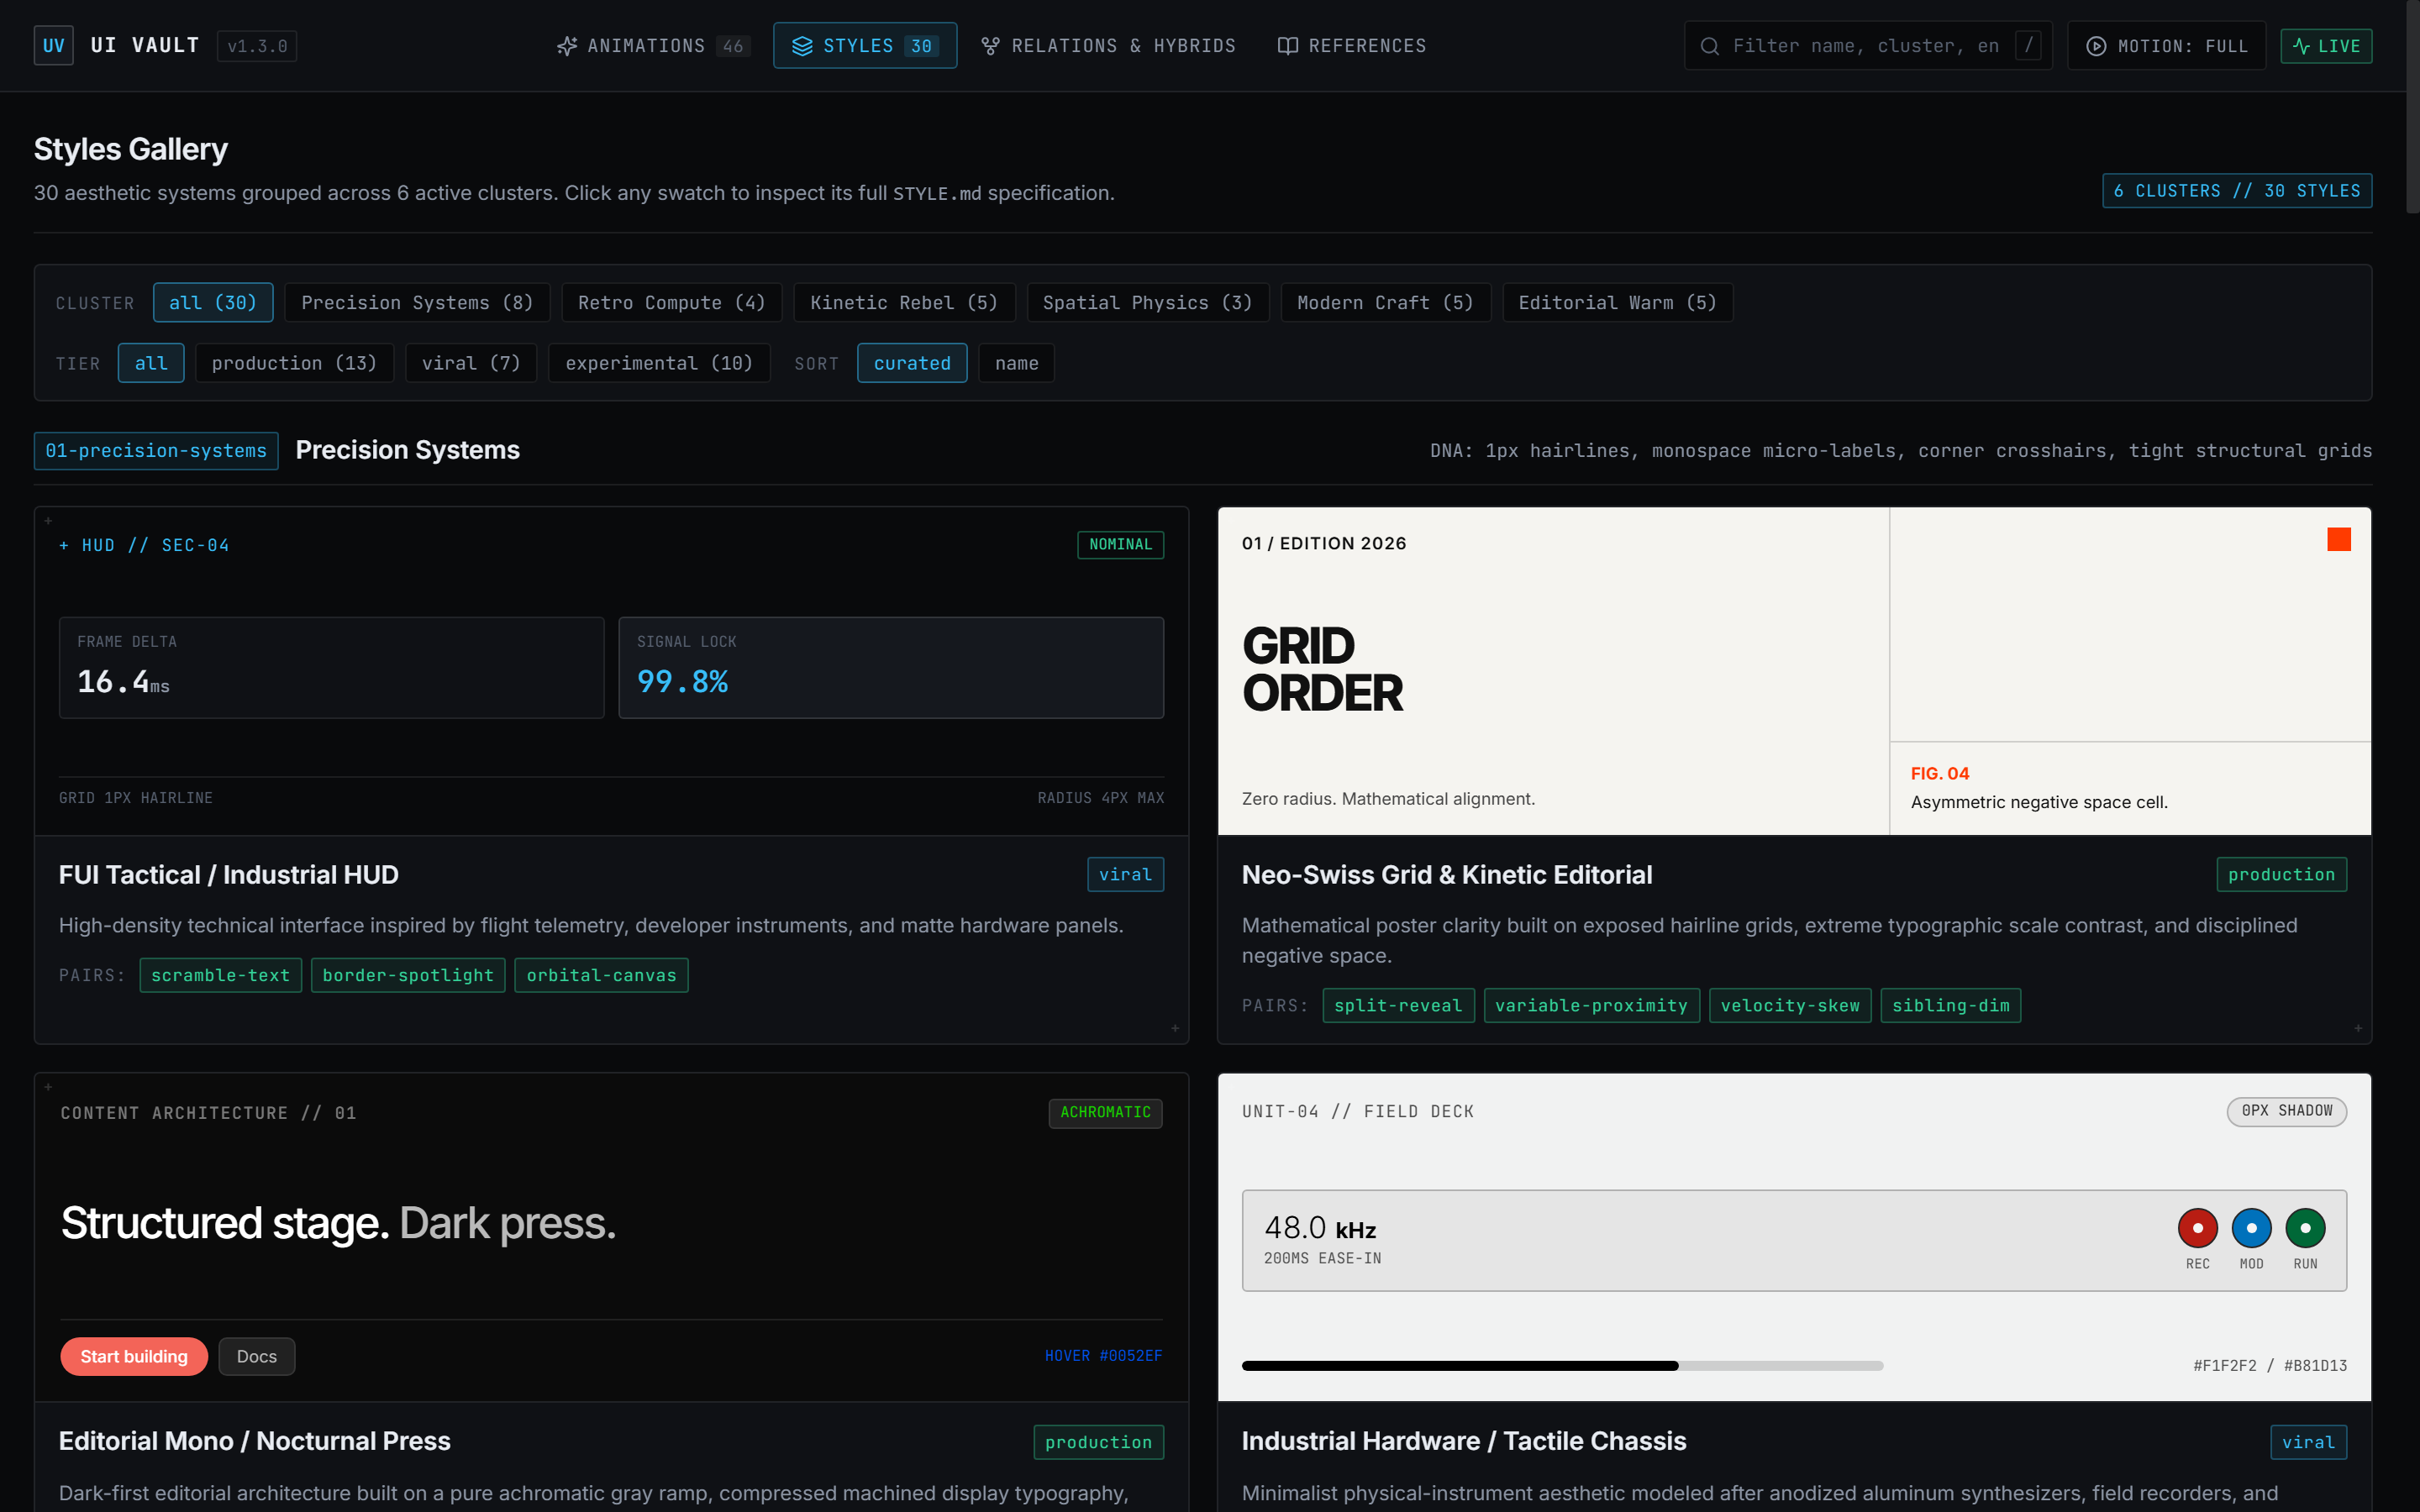 UV UI VAULT v1.3.0 ANIMATIONS 46 STYLES 30 RELATIONS & HYBRIDS REFERENCES Filter name, cluster, en / MOTION: FULL LIVE
Styles Gallery
30 aesthetic systems grouped across 6 active clusters. Click any swatch to inspect its full STYLE.md specification.
6 CLUSTERS // 30 STYLES
CLUSTER all (30) Precision Systems (8) Retro Compute (4) Kinetic Rebel (5) Spatial Physics (3) Modern Craft (5) Editorial Warm (5)
TIER all production (13) viral (7) experimental (10) SORT curated name
01-precision-systems Precision Systems DNA: 1px hairlines, monospace micro-labels, corner crosshairs, tight structural grids
+
+ HUD // SEC-04 NOMINAL
FRAME DELTA
16.4ms
SIGNAL LOCK
99.8%
GRID 1PX HAIRLINE RADIUS 4PX MAX
FUI Tactical / Industrial HUD viral
High-density technical interface inspired by flight telemetry, developer instruments, and matte hardware panels.
PAIRS: scramble-text border-spotlight orbital-canvas
+
01 / EDITION 2026
GRID
ORDER
Zero radius. Mathematical alignment.
FIG. 04
Asymmetric negative space cell.
Neo-Swiss Grid & Kinetic Editorial production
Mathematical poster clarity built on exposed hairline grids, extreme typographic scale contrast, and disciplined
negative space.
PAIRS: split-reveal variable-proximity velocity-skew sibling-dim
+
+
CONTENT ARCHITECTURE // 01 ACHROMATIC
Structured stage. Dark press.
Start building Docs HOVER #0052EF
Editorial Mono / Nocturnal Press production
Dark-first editorial architecture built on a pure achromatic gray ramp, compressed machined display typography,
UNIT-04 // FIELD DECK 0PX SHADOW
48.0 kHz
200MS EASE-IN
REC MOD RUN
#F1F2F2 / #B81D13
Industrial Hardware / Tactile Chassis viral
Minimalist physical-instrument aesthetic modeled after anodized aluminum synthesizers, field recorders, and